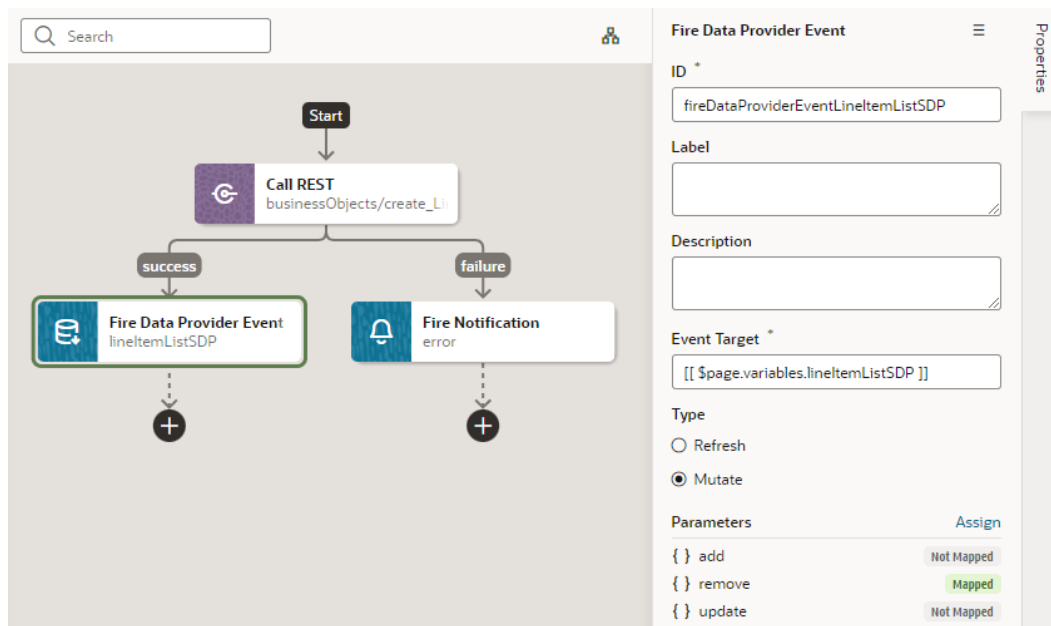 Search
Start
Call REST
businessObjects/create_Li
success
failure
Fire Data Provider Event
lineItemListSDP
Fire Notification
error
Fire Data Provider Event
Properties
ID *
fireDataProviderEventLineItemListSDP
Label
Description
Event Target *
[[ $page.variables.lineItemListSDP ]]
Type
Refresh
Mutate
Parameters Assign
{ } add Not Mapped
{ } remove Mapped
{ } update Not Mapped